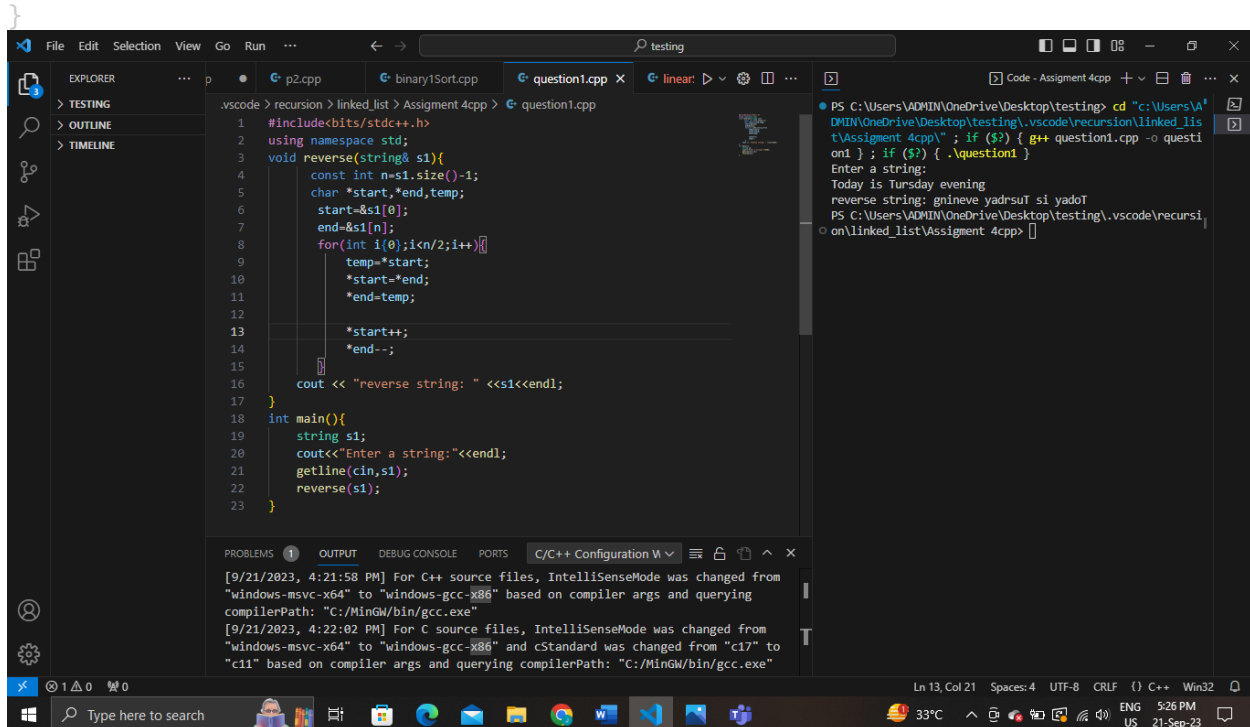 }
File Edit Selection View Go Run ··· testing
EXPLORER ··· p p2.cpp binary1Sort.cpp question1.cpp linear: ··· Code - Assigment 4cpp ···
> TESTING
> OUTLINE
> TIMELINE
.vscode > recursion > linked_list > Assigment 4cpp > question1.cpp
1 #include<bits/stdc++.h>
2 using namespace std;
3 void reverse(string& s1){
4 const int n=s1.size()-1;
5 char *start,*end,temp;
6 start=&s1[0];
7 end=&s1[n];
8 for(int i{0};i<n/2;i++){
9 temp=*start;
10 *start=*end;
11 *end=temp;
12
13 *start++;
14 *end--;
15 }
16 cout << "reverse string: " <<s1<<endl;
17 }
18 int main(){
19 string s1;
20 cout<<"Enter a string:"<<endl;
21 getline(cin,s1);
22 reverse(s1);
23 }
PS C:\Users\ADMIN\OneDrive\Desktop\testing> cd "c:\Users\A
DMIN\OneDrive\Desktop\testing\.vscode\recursion\linked_lis
t\Assigment 4cpp\" ; if ($?) { g++ question1.cpp -o questi
on1 } ; if ($?) { .\question1 }
Enter a string:
Today is Tursday evening
reverse string: gnineve yadrsuT si yadoT
PS C:\Users\ADMIN\OneDrive\Desktop\testing\.vscode\recursi
on\linked_list\Assigment 4cpp>
PROBLEMS 1 OUTPUT DEBUG CONSOLE PORTS C/C++ Configuration W
[9/21/2023, 4:21:58 PM] For C++ source files, IntelliSenseMode was changed from
"windows-msvc-x64" to "windows-gcc-x86" based on compiler args and querying
compilerPath: "C:/MinGW/bin/gcc.exe"
[9/21/2023, 4:22:02 PM] For C source files, IntelliSenseMode was changed from
"windows-msvc-x64" to "windows-gcc-x86" and cStandard was changed from "c17" to
"c11" based on compiler args and querying compilerPath: "C:/MinGW/bin/gcc.exe"
3
1 0 0 Ln 13, Col 21 Spaces: 4 UTF-8 CRLF {} C++ Win32
Type here to search 33°C ENG US 5:26 PM 21-Sep-23